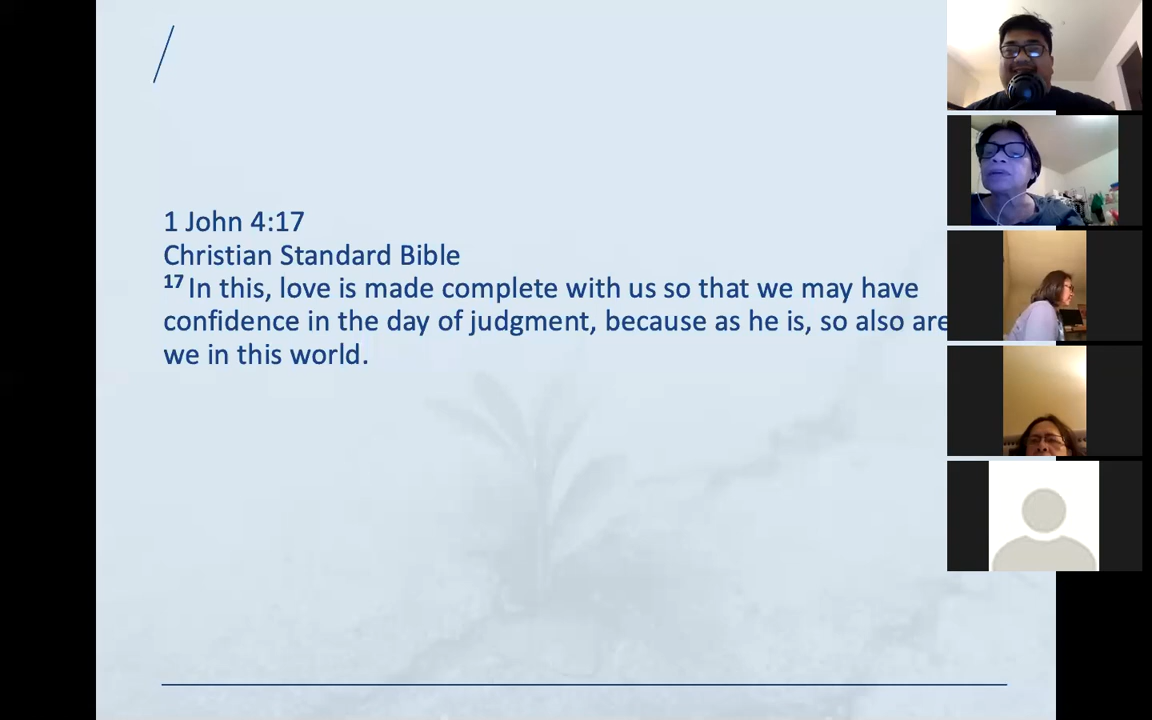 1 John 4:17
Christian Standard Bible
17 In this, love is made complete with us so that we may have
confidence in the day of judgment, because as he is, so also are
we in this world.